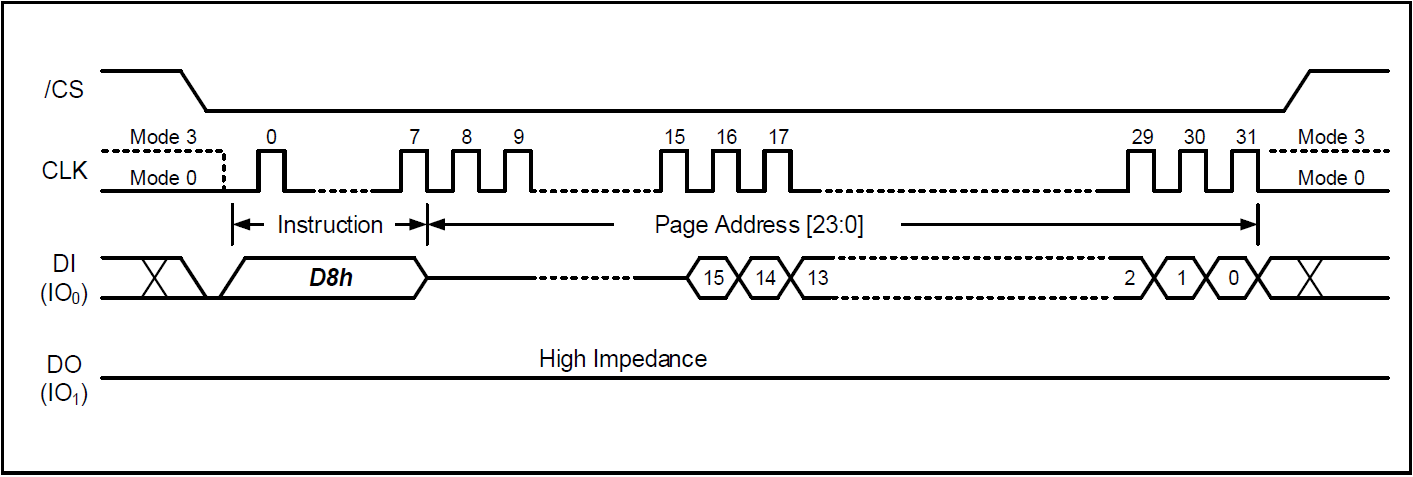 /CS
Mode 3 0 7 8 9 15 16 17 29 30 31 Mode 3
CLK
Mode 0 Mode 0
Instruction Page Address [23:0]
DI
(IO0)
D8h 15 14 13 2 1 0
High Impedance
DO
(IO1)